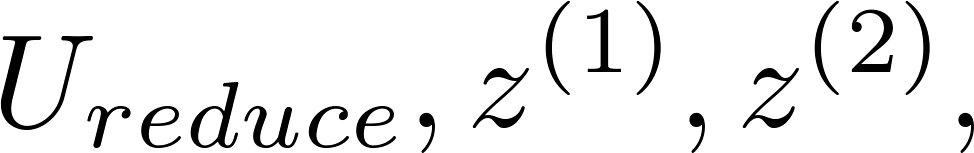 U_{reduce}, z^{(1)}, z^{(2)},